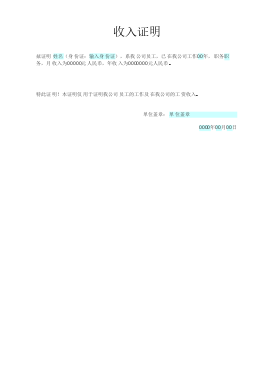 收入证明
兹证明 姓名（身份证：输入身份证），系我公司员工，已在我公司工作00年，职务职
务，月收入为00000元人民币，年收入为0000000元人民币。
特此证明！本证明仅用于证明我公司员工的工作及在我公司的工资收入。
单位盖章：单位盖章
0000年00月00日